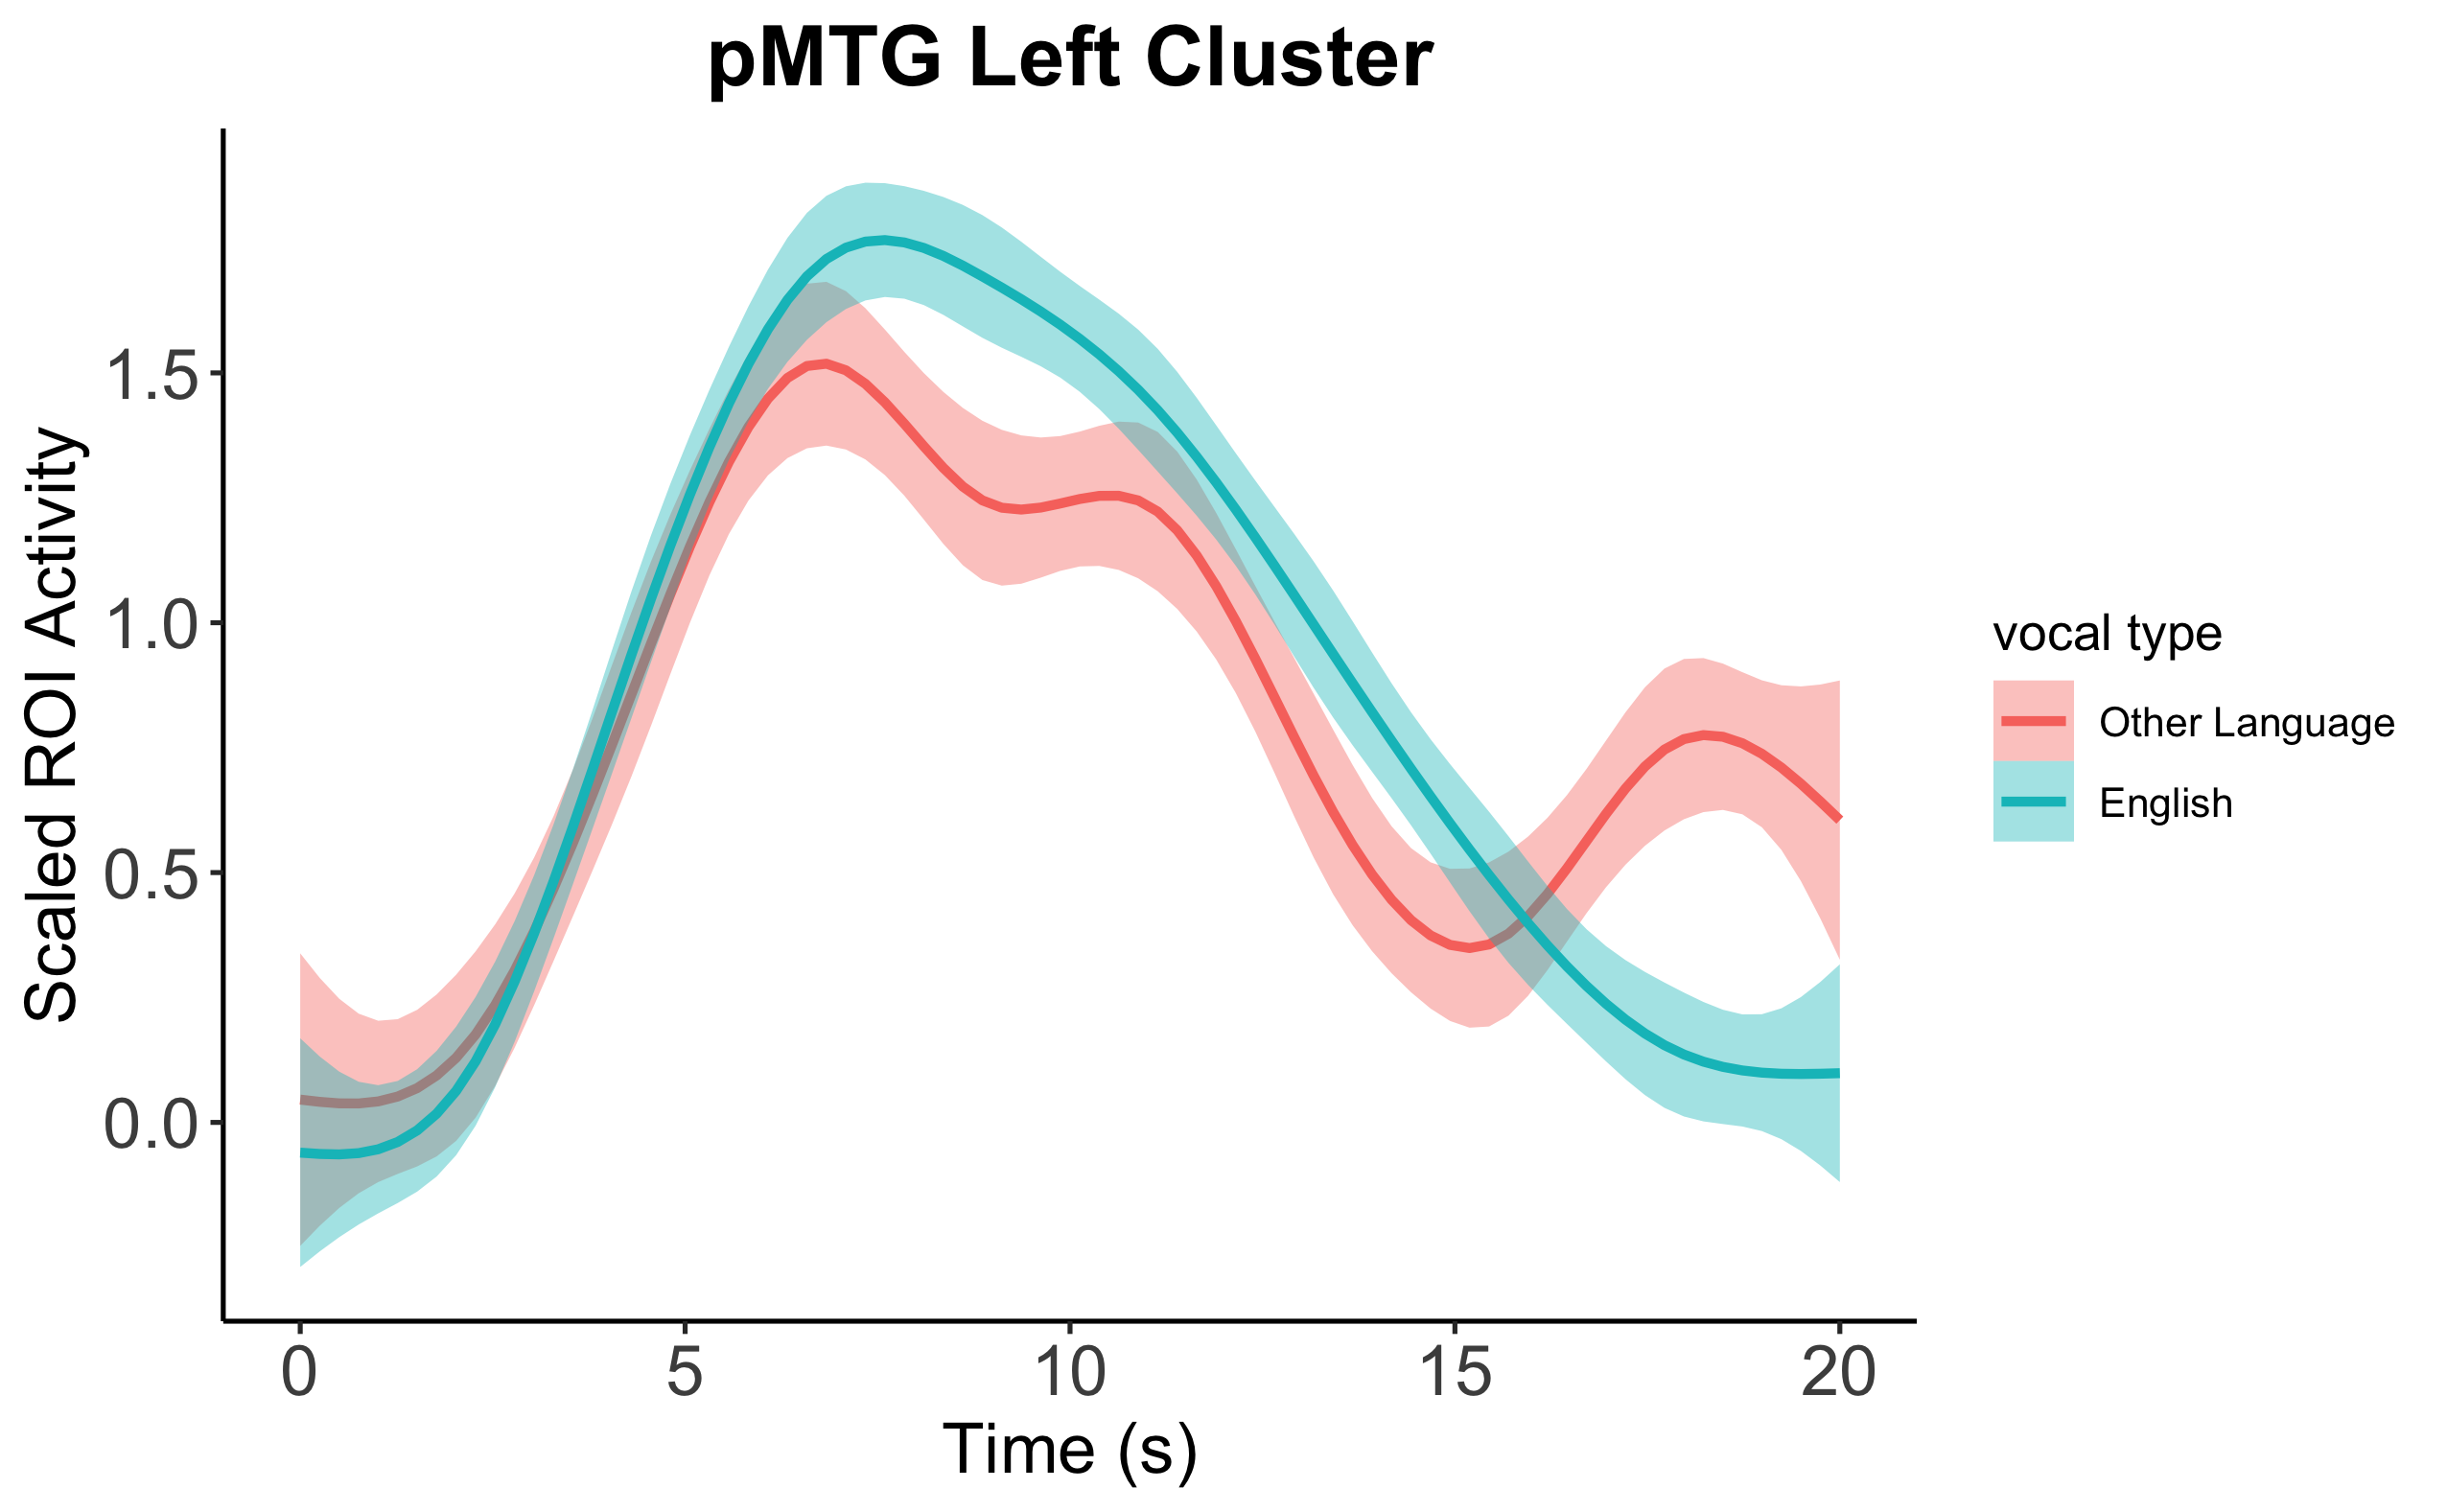 pMTG Left Cluster
Scaled ROI Activity
1.5
1.0
0.5
0.0
0 5 10 15 20
Time (s)
vocal type
Other Language
English